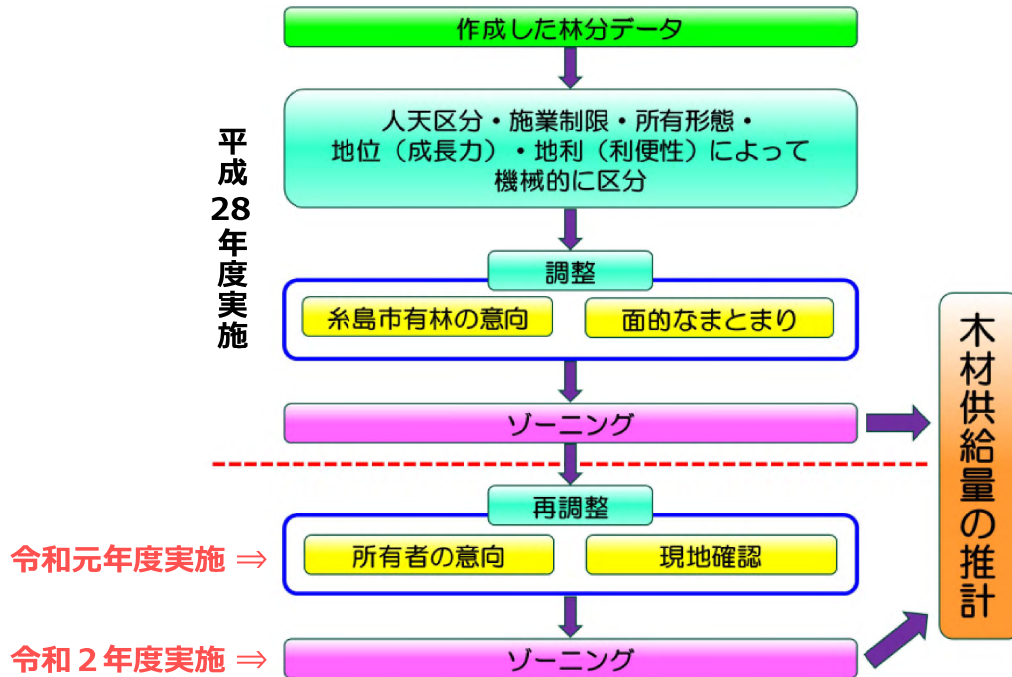 作成した林分データ
平成28年度実施
人天区分・施業制限・所有形態・
地位（成長力）・地利（利便性）によって
機械的に区分
調整
糸島市有林の意向
面的なまとまり
ゾーニング
木材供給量の推計
再調整
令和元年度実施 ⇒
所有者の意向
現地確認
令和２年度実施 ⇒
ゾーニング